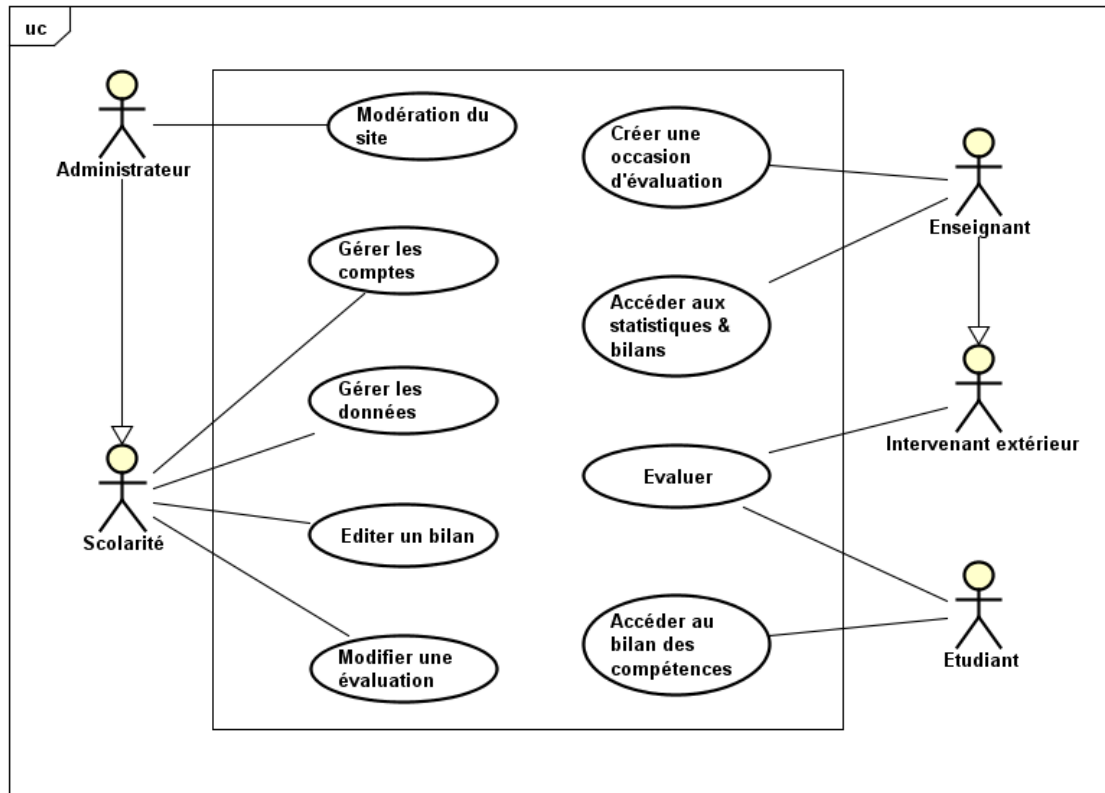 uc
Administrateur
Modération du
site
Gérer les
comptes
Gérer les
données
Scolarité
Editer un bilan
Modifier une
évaluation
Créer une
occasion
d'évaluation
Enseignant
Accéder aux
statistiques &
bilans
Intervenant extérieur
Evaluer
Accéder au
bilan des
compétences
Etudiant